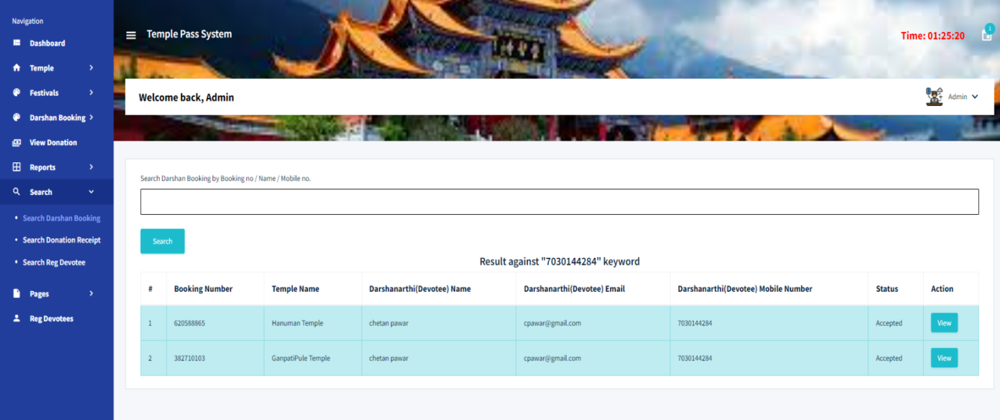 Navigation
Dashboard
Temple
Festivals
Darshan Booking
View Donation
Reports
Search
Search Darshan Booking
Search Donation Receipt
Search Reg Devotee
Pages
Reg Devotees
Temple Pass System
Time: 01:25:20
1
Welcome back, Admin
Admin
Search Darshan Booking by Booking no / Name / Mobile no.
Search
Result against "7030144284" keyword
# Booking Number Temple Name Darshanarthi(Devotee) Name Darshanarthi(Devotee) Email Darshanarthi(Devotee) Mobile Number Status Action
1 620588865 Hanuman Temple chetan pawar cpawar@gmail.com 7030144284 Accepted View
2 382710103 GanpatiPule Temple chetan pawar cpawar@gmail.com 7030144284 Accepted View